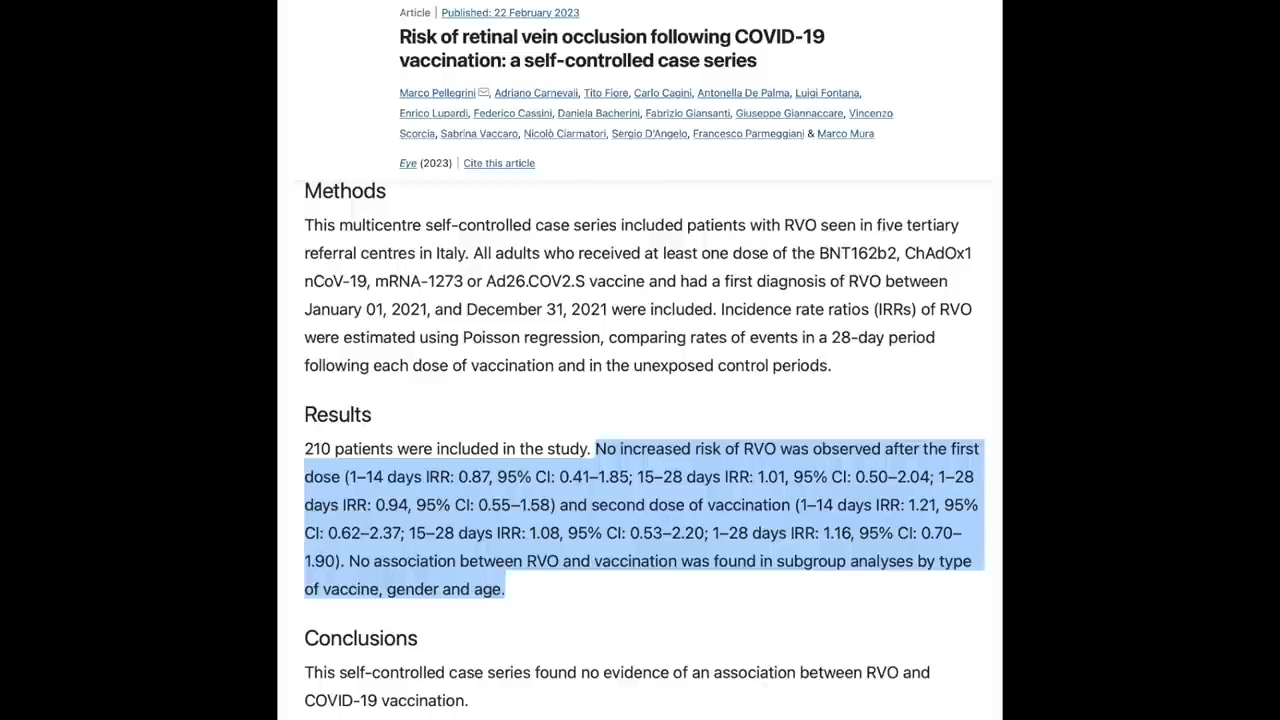 Article | Published: 22 February 2023
Risk of retinal vein occlusion following COVID-19
vaccination: a self-controlled case series
Marco Pellegrini, Adriano Carnevali, Tito Fiore, Carlo Cagini, Antonella De Palma, Luigi Fontana,
Enrico Lupardi, Federico Cassini, Daniela Bacherini, Fabrizio Giansanti, Giuseppe Giannaccare, Vincenzo
Scorcia, Sabrina Vaccaro, Nicolò Ciarmatori, Sergio D'Angelo, Francesco Parmeggiani & Marco Mura
Eye (2023) | Cite this article
Methods
This multicentre self-controlled case series included patients with RVO seen in five tertiary
referral centres in Italy. All adults who received at least one dose of the BNT162b2, ChAdOx1
nCoV-19, mRNA-1273 or Ad26.COV2.S vaccine and had a first diagnosis of RVO between
January 01, 2021, and December 31, 2021 were included. Incidence rate ratios (IRRs) of RVO
were estimated using Poisson regression, comparing rates of events in a 28-day period
following each dose of vaccination and in the unexposed control periods.
Results
210 patients were included in the study. No increased risk of RVO was observed after the first
dose (1–14 days IRR: 0.87, 95% CI: 0.41–1.85; 15–28 days IRR: 1.01, 95% CI: 0.50–2.04; 1–28
days IRR: 0.94, 95% CI: 0.55–1.58) and second dose of vaccination (1–14 days IRR: 1.21, 95%
CI: 0.62–2.37; 15–28 days IRR: 1.08, 95% CI: 0.53–2.20; 1–28 days IRR: 1.16, 95% CI: 0.70–
1.90). No association between RVO and vaccination was found in subgroup analyses by type
of vaccine, gender and age.
Conclusions
This self-controlled case series found no evidence of an association between RVO and
COVID-19 vaccination.